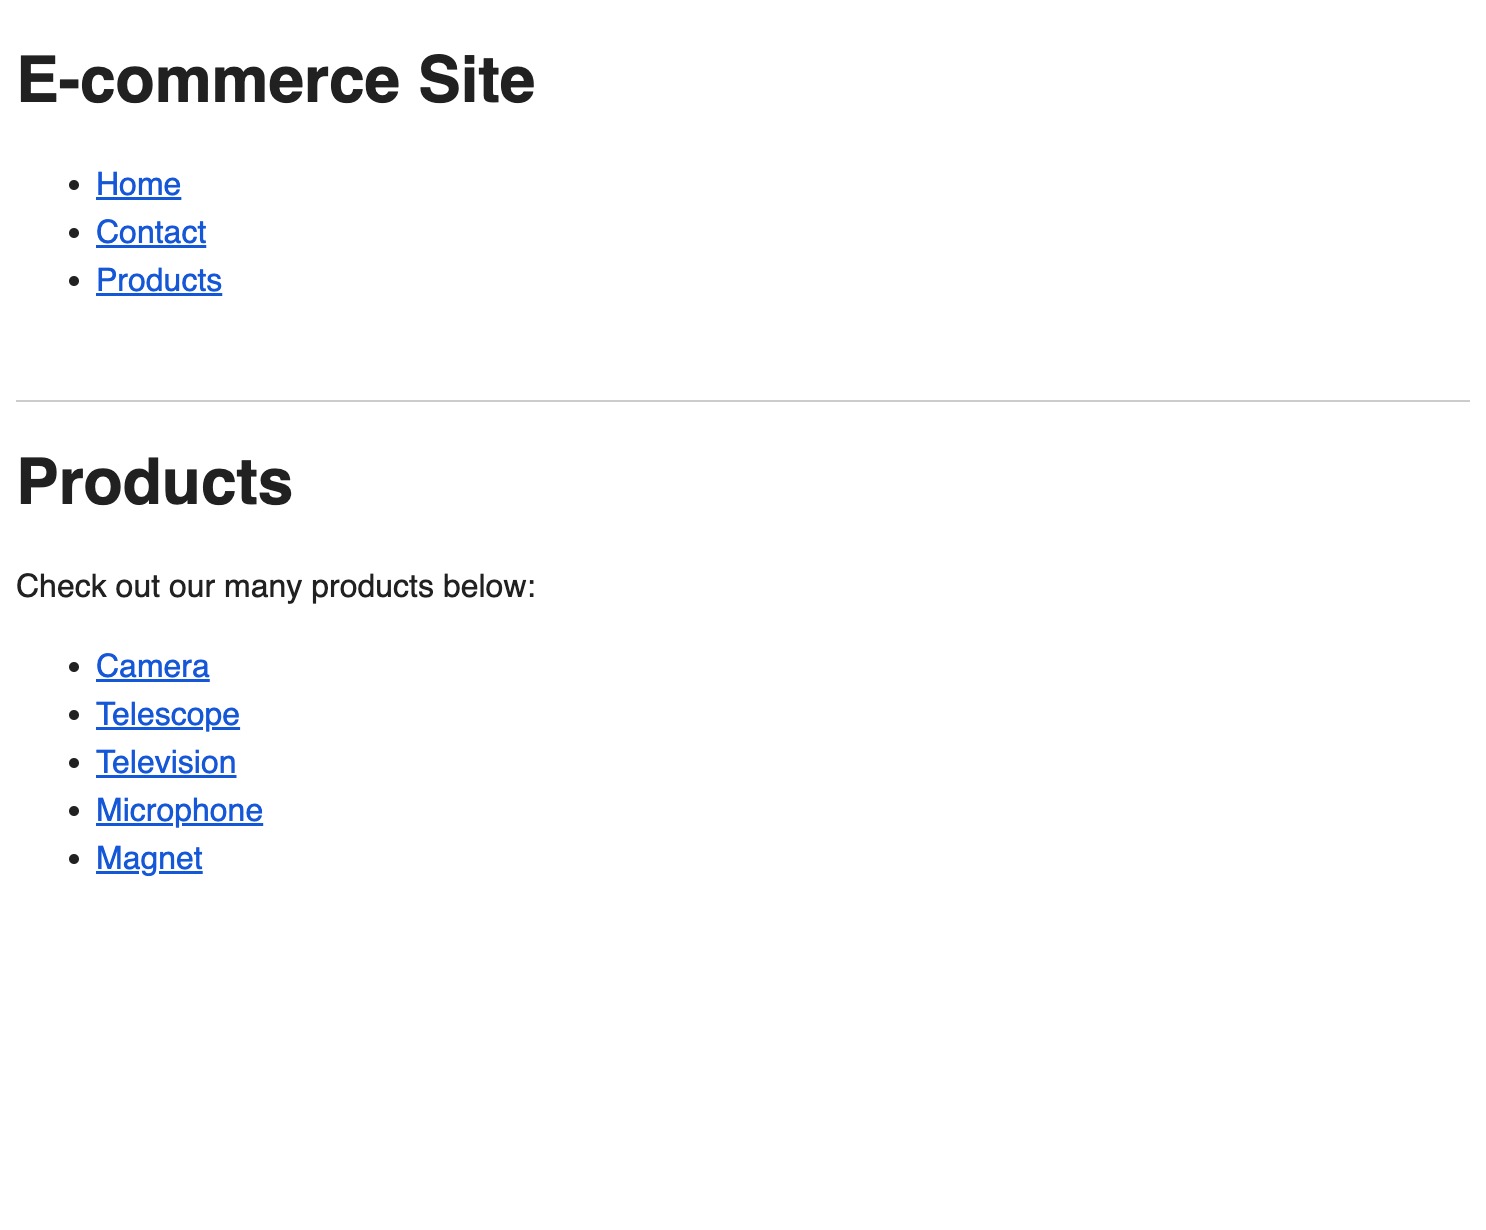 E-commerce Site
Home
Contact
Products
Products
Check out our many products below:
Camera
Telescope
Television
Microphone
Magnet